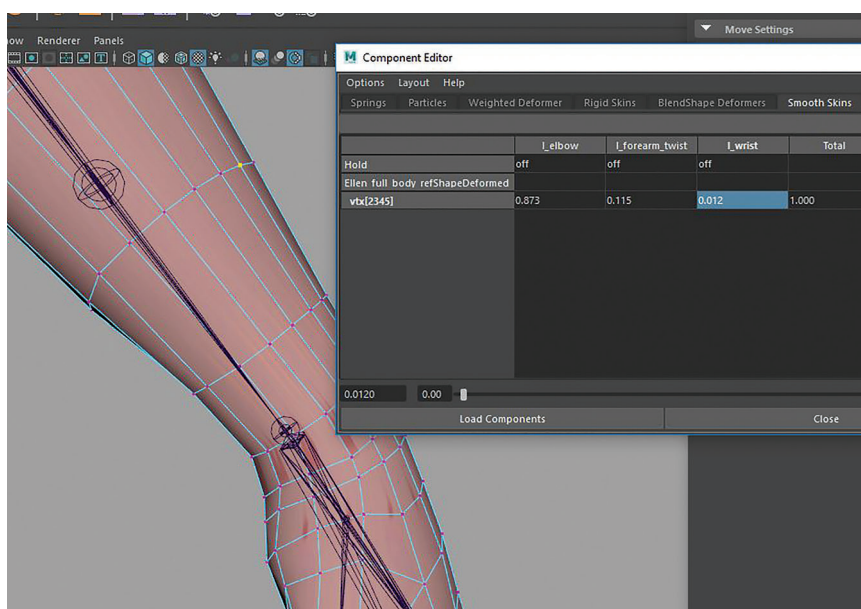 Move Settings
ow Renderer Panels
Component Editor
Options Layout Help
Springs Particles Weighted Deformer Rigid Skins BlendShape Deformers Smooth Skins
l_elbow l_forearm_twist l_wrist Total
Hold off off off
Ellen_full_body_refShapeDeformed
vtx[2345] 0.873 0.115 0.012 1.000
0.0120 0.00
Load Components Close